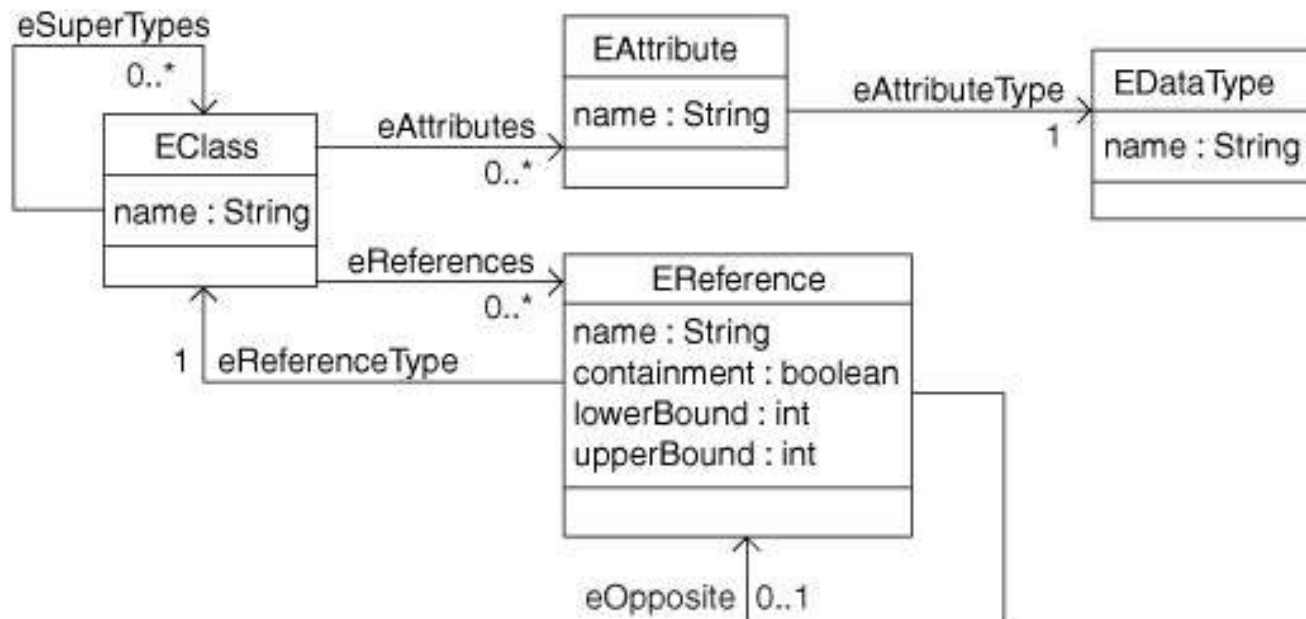 eSuperTypes
0..*
EClass
name : String
eAttributes
0..*
EAttribute
name : String
eAttributeType
1
EDataType
name : String
eReferences
0..*
1 eReferenceType
EReference
name : String
containment : boolean
lowerBound : int
upperBound : int
eOpposite 0..1